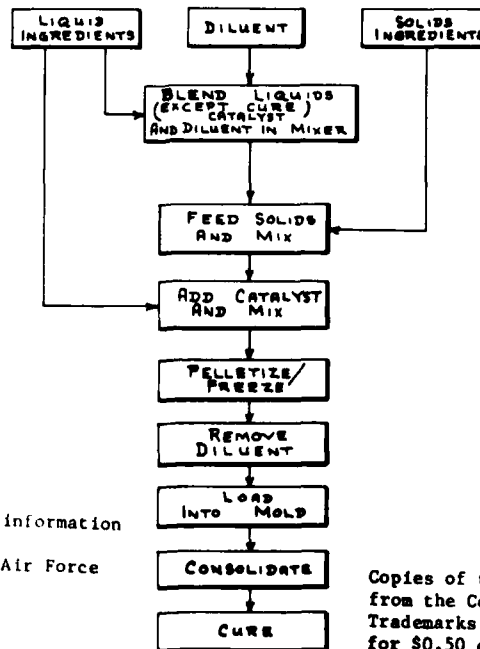 LIQUID
INGREDIENTS
DILUENT
SOLIDS
INGREDIENTS
BLEND LIQUIDS
(EXCEPT CURE)
CATALYST
AND DILUENT IN MIXER
FEED SOLIDS
AND MIX
ADD CATALYST
AND MIX
PELLETIZE/
FREEZE
REMOVE
DILUENT
LOAD
INTO MOLD
CONSOLIDATE
CURE
information
Air Force
Copies of
from the
Trademarks
for $0.50